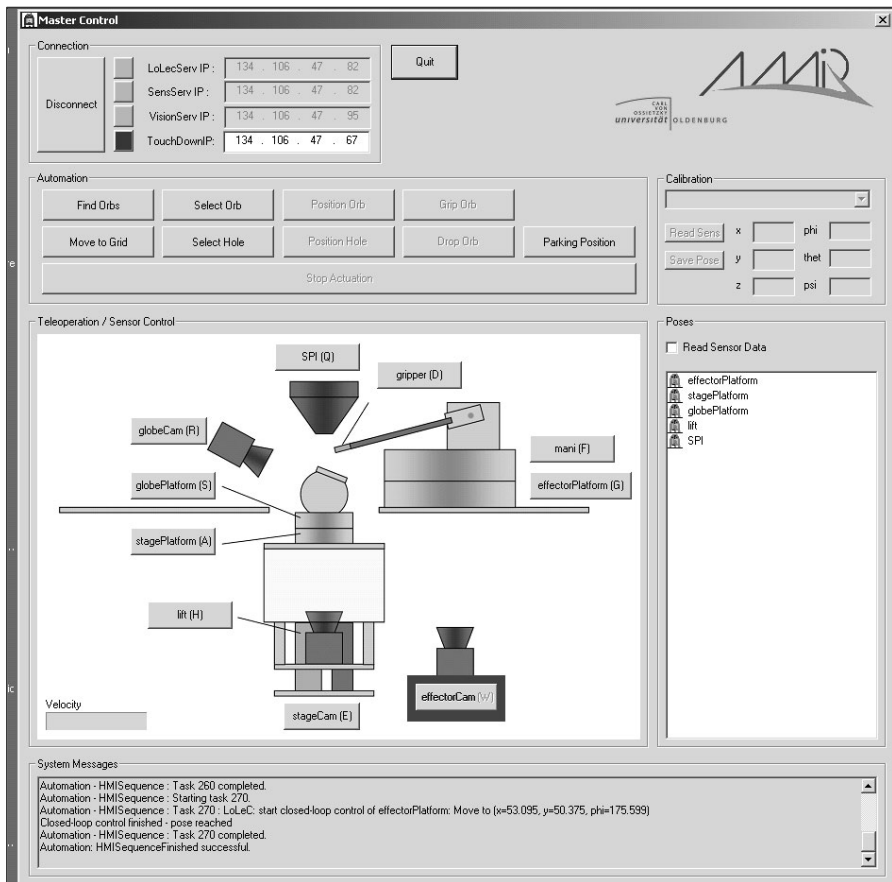 Master Control
Connection
Disconnect
LoLecServ IP : 134 . 106 . 47 . 82
SensServ IP : 134 . 106 . 47 . 82
VisionServ IP : 134 . 106 . 47 . 95
TouchDownIP: 134 . 106 . 47 . 67
Quit
AMiR
CARL
VON
OSSIETZKY
universität OLDENBURG
Automation
Find Orbs Select Orb Position Orb Grip Orb
Move to Grid Select Hole Position Hole Drop Orb Parking Position
Stop Actuation
Calibration
Read Sens x phi
Save Pose y thet
z psi
Teleoperation / Sensor Control
SPI (Q)
gripper (D)
globeCam (R)
mani (F)
globePlatform (S)
effectorPlatform (G)
stagePlatform (A)
lift (H)
effectorCam (W)
Velocity
stageCam (E)
Poses
Read Sensor Data
effectorPlatform
stagePlatform
globePlatform
lift
SPI
System Messages
Automation - HMISequence : Task 260 completed.
Automation - HMISequence : Starting task 270.
Automation - HMISequence : Task 270 : LoLeC: start closed-loop control of effectorPlatform: Move to (x=53.095, y=50.375, phi=175.599)
Closed-loop control finished - pose reached
Automation - HMISequence : Task 270 completed.
Automation: HMISequenceFinished successful.